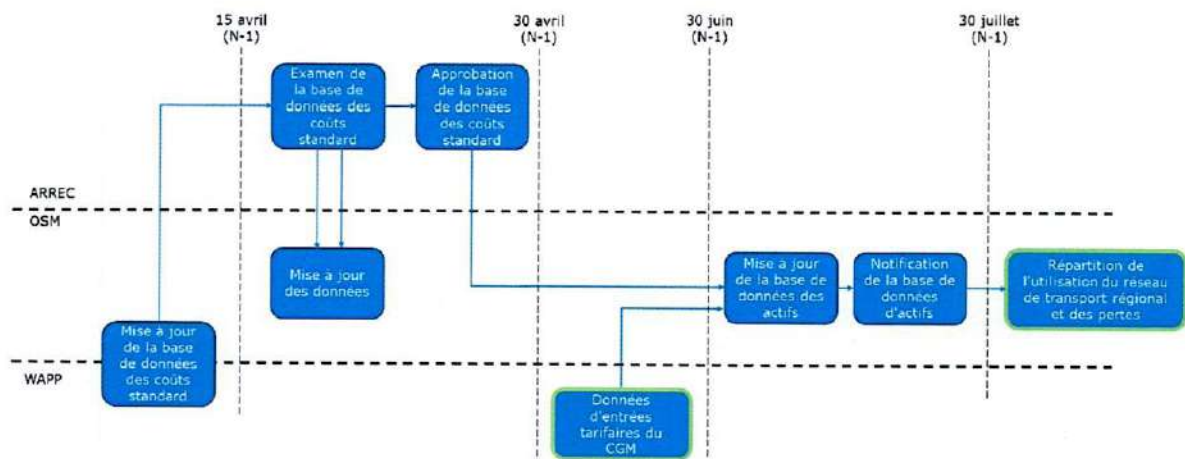 15 avril
(N-1)
30 avril
(N-1)
30 juin
(N-1)
30 juillet
(N-1)
Examen de
la base de
données des
coûts
standard
Approbation
de la base
de données
des coûts
standard
ARREC
OSM
Mise à jour
des données
Mise à jour
de la base de
données des
actifs
Notification
de la base de
données
d'actifs
Répartition de
l'utilisation du réseau
de transport régional
et des pertes
Mise à jour
de la base
de données
des coûts
standard
WAPP
Données
d'entrées
tarifaires du
CGM